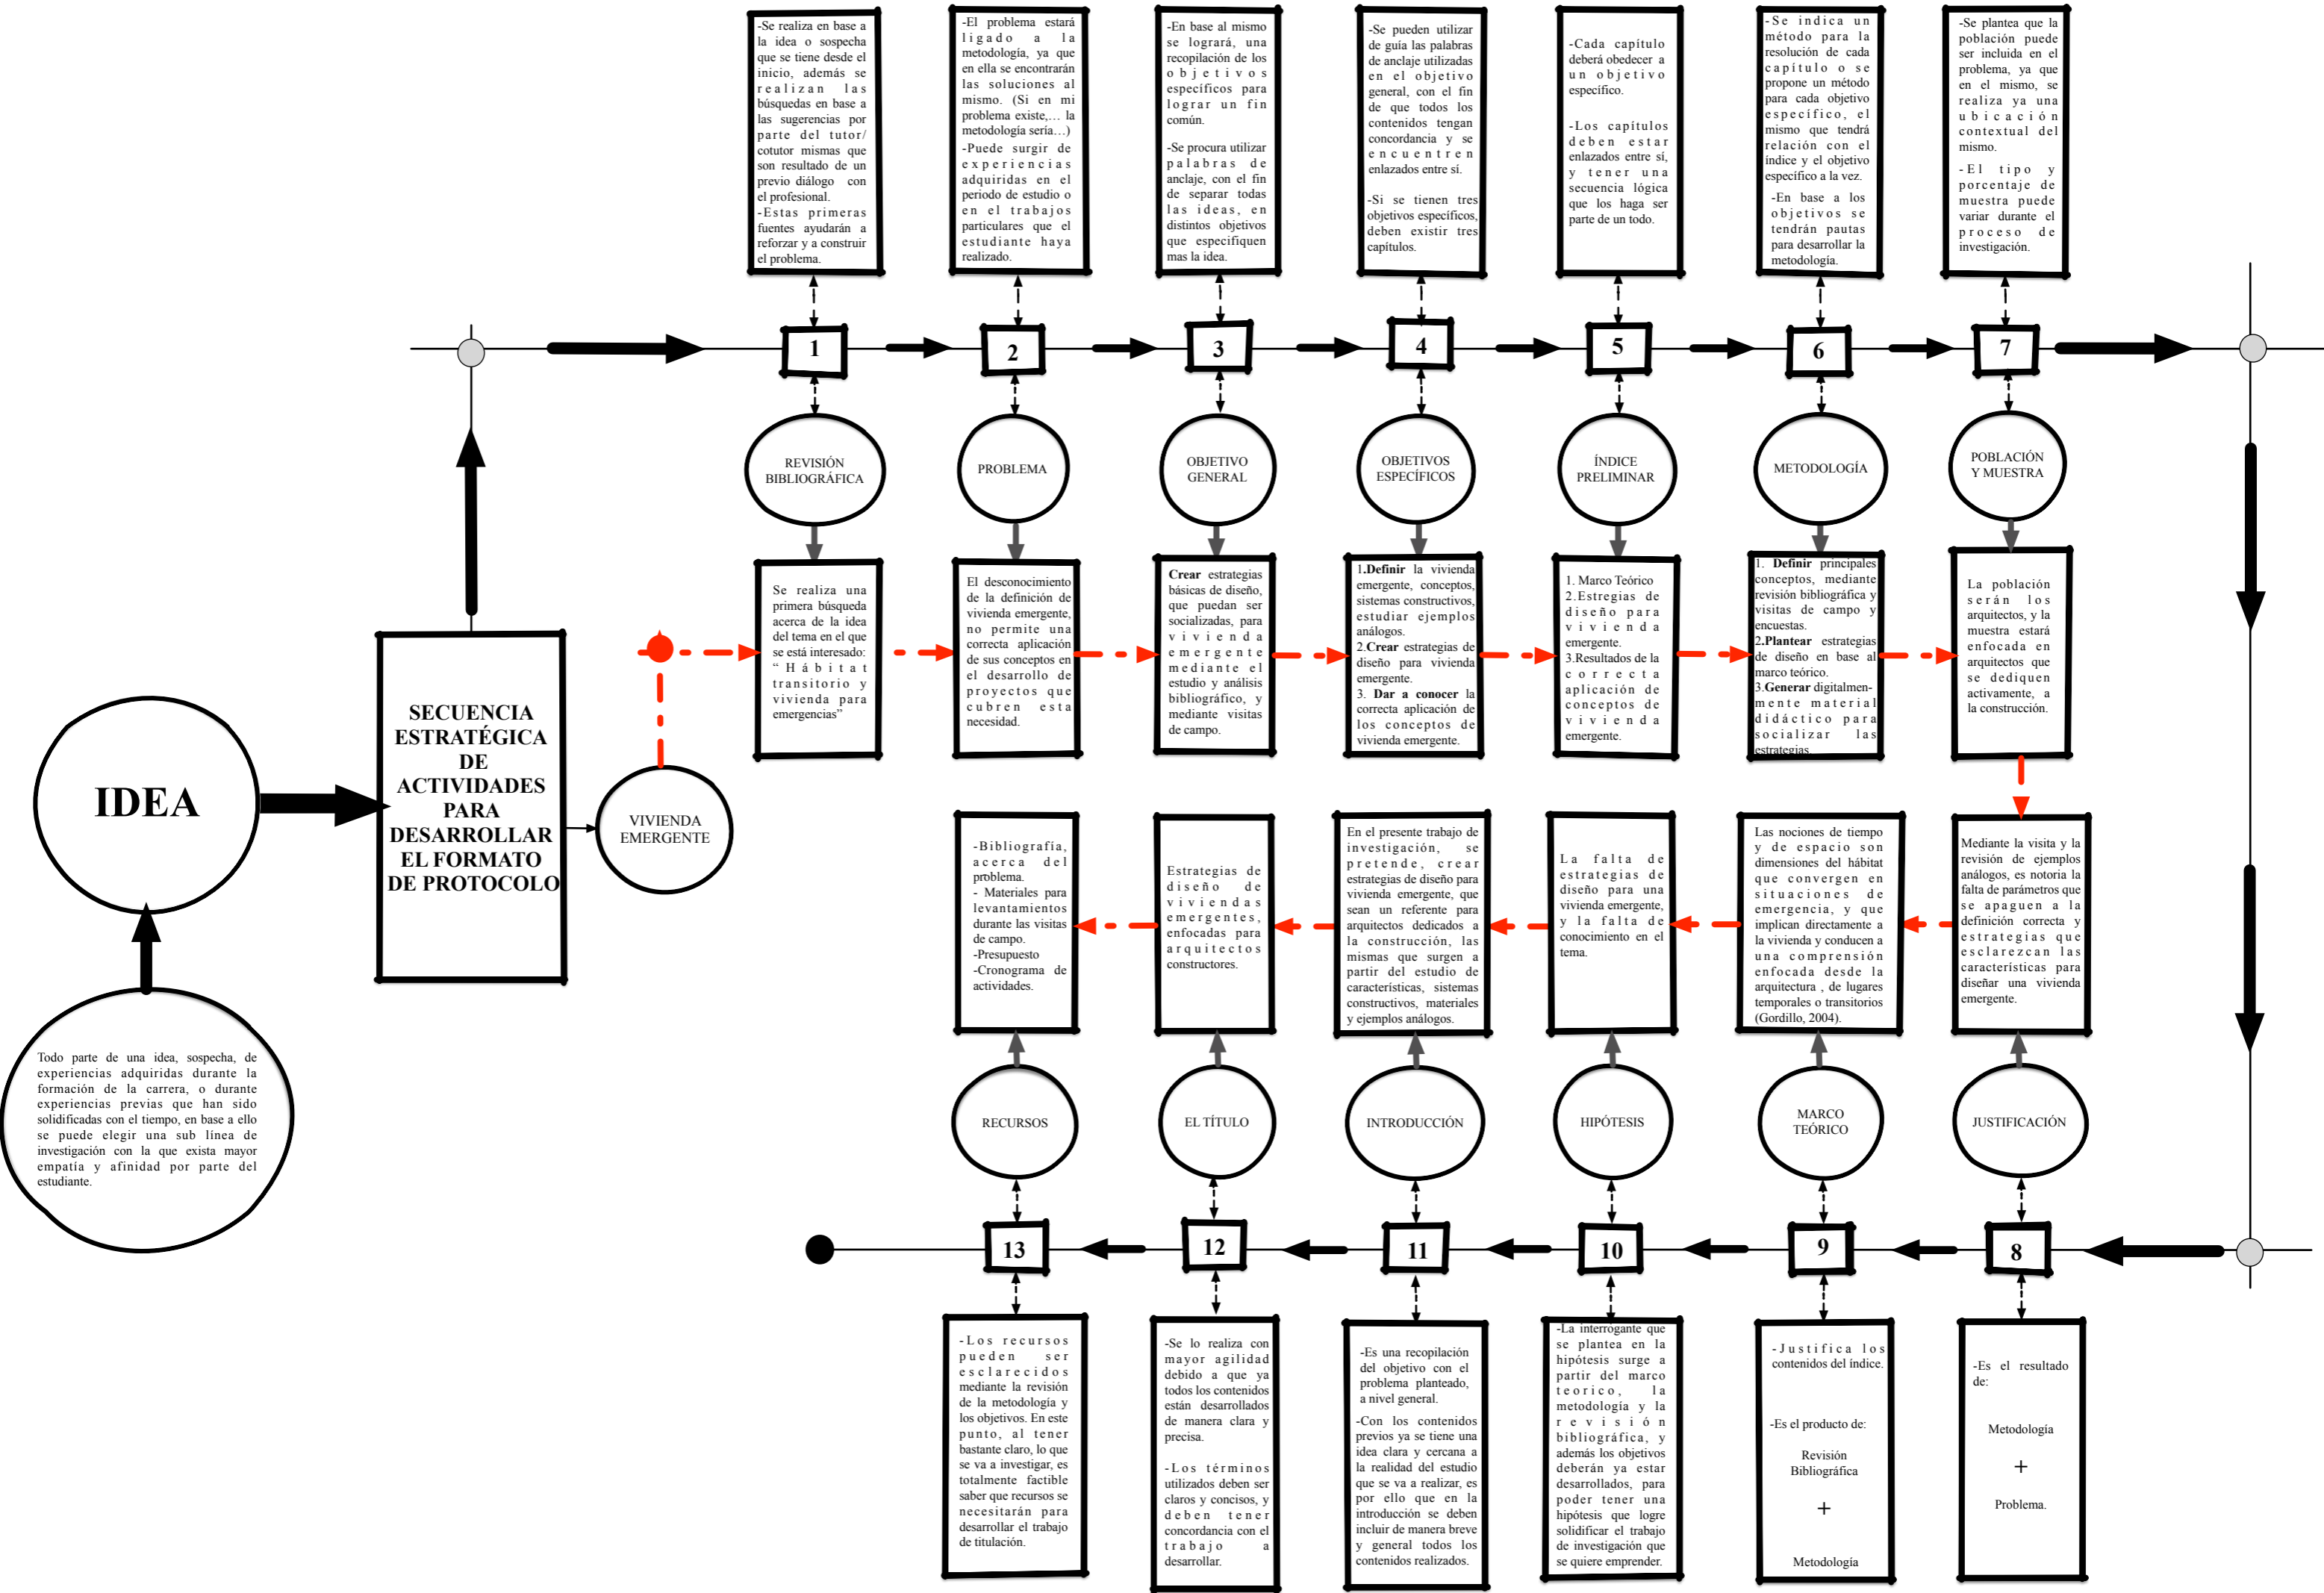 -Se realiza en base a
la idea o sospecha
que se tiene desde el
inicio, además se
realizan las
búsquedas en base a
las sugerencias por
parte del tutor/
cotutor mismas que
son resultado de un
previo diálogo con
el profesional.
-Estas primeras
fuentes ayudarán a
reforzar y a construir
el problema.
-El problema estará
ligado a la
metodología, ya que
en ella se encontrarán
las soluciones al
mismo. (Si en mi
problema existe,... la
metodología sería...)
-Puede surgir de
experiencias
adquiridas en el
periodo de estudio o
en el trabajos
particulares que el
estudiante haya
realizado.
-En base al mismo
se logrará, una
recopilación de los
objetivos
específicos para
lograr un fin
común.
-Se procura utilizar
palabras de
anclaje, con el fin
de separar todas
las ideas, en
distintos objetivos
que especifiquen
mas la idea.
-Se pueden utilizar
de guía las palabras
de anclaje utilizadas
en el objetivo
general, con el fin
de que todos los
contenidos tengan
concordancia y se
encuentren
enlazados entre sí.
-Si se tienen tres
objetivos específicos,
deben existir tres
capítulos.
-Cada capítulo
deberá obedecer a
un objetivo
específico.
-Los capítulos
deben estar
enlazados entre sí,
y tener una
secuencia lógica
que los haga ser
parte de un todo.
-Se indica un
método para la
resolución de cada
capítulo o se
propone un método
para cada objetivo
específico, el
mismo que tendrá
relación con el
índice y el objetivo
específico a la vez.
-En base a los
objetivos se
tendrán pautas
para desarrollar la
metodología.
-Se plantea que la
población puede
ser incluida en el
problema, ya que
en el mismo, se
realiza ya una
ubicación
contextual del
mismo.
-El tipo y
porcentaje de
muestra puede
variar durante el
proceso de
investigación.
1
2
3
4
5
6
7
REVISIÓN
BIBLIOGRÁFICA
PROBLEMA
OBJETIVO
GENERAL
OBJETIVOS
ESPECÍFICOS
ÍNDICE
PRELIMINAR
METODOLOGÍA
POBLACIÓN
Y MUESTRA
Se realiza una
primera búsqueda
acerca de la idea
del tema en el que
se está interesado:
“ Hábitat
transitorio y
vivienda para
emergencias”
El desconocimiento
de la definición de
vivienda emergente,
no permite una
correcta aplicación
de sus conceptos en
el desarrollo de
proyectos que
cubren esta
necesidad.
Crear estrategias
básicas de diseño,
que puedan ser
socializadas, para
vivienda
emergente
mediante el
estudio y análisis
bibliográfico, y
mediante visitas
de campo.
1.Definir la vivienda
emergente, conceptos,
sistemas constructivos,
estudiar ejemplos
análogos.
2.Crear estrategias de
diseño para vivienda
emergente.
3. Dar a conocer la
correcta aplicación de
los conceptos de
vivienda emergente.
1. Marco Teórico
2.Estregias de
diseño para
vivienda
emergente.
3.Resultados de la
correcta
aplicación de
conceptos de
vivienda
emergente.
1. Definir principales
conceptos, mediante
revisión bibliográfica y
visitas de campo y
encuestas.
2.Plantear estrategias
de diseño en base al
marco teórico.
3.Generar digitalmen-
mente material
didáctico para
socializar las
estrategias.
La población
serán los
arquitectos, y la
muestra estará
enfocada en
arquitectos que
se dediquen
activamente, a
la construcción.
IDEA
SECUENCIA
ESTRATÉGICA
DE
ACTIVIDADES
PARA
DESARROLLAR
EL FORMATO
DE PROTOCOLO
VIVIENDA
EMERGENTE
Todo parte de una idea, sospecha, de
experiencias adquiridas durante la
formación de la carrera, o durante
experiencias previas que han sido
solidificadas con el tiempo, en base a ello
se puede elegir una sub línea de
investigación con la que exista mayor
empatía y afinidad por parte del
estudiante.
-Bibliografía,
acerca del
problema.
- Materiales para
levantamientos
durante las visitas
de campo.
-Presupuesto
-Cronograma de
actividades.
Estrategias de
diseño de
viviendas
emergentes,
enfocadas para
arquitectos
constructores.
En el presente trabajo de
investigación, se
pretende, crear
estrategias de diseño para
vivienda emergente, que
sean un referente para
arquitectos dedicados a
la construcción, las
mismas que surgen a
partir del estudio de
características, sistemas
constructivos, materiales
y ejemplos análogos.
La falta de
estrategias de
diseño para una
vivienda emergente,
y la falta de
conocimiento en el
tema.
Las nociones de tiempo
y de espacio son
dimensiones del hábitat
que convergen en
situaciones de
emergencia, y que
implican directamente a
la vivienda y conducen a
una comprensión
enfocada desde la
arquitectura , de lugares
temporales o transitorios
(Gordillo, 2004).
Mediante la visita y la
revisión de ejemplos
análogos, es notoria la
falta de parámetros que
se apaguen a la
definición correcta y
estrategias que
esclarezcan las
características para
diseñar una vivienda
emergente.
RECURSOS
EL TÍTULO
INTRODUCCIÓN
HIPÓTESIS
MARCO
TEÓRICO
JUSTIFICACIÓN
13
12
11
10
9
8
-Los recursos
pueden ser
esclarecidos
mediante la revisión
de la metodología y
los objetivos. En este
punto, al tener
bastante claro, lo que
se va a investigar, es
totalmente factible
saber que recursos se
necesitarán para
desarrollar el trabajo
de titulación.
-Se lo realiza con
mayor agilidad
debido a que ya
todos los contenidos
están desarrollados
de manera clara y
precisa.
-Los términos
utilizados deben ser
claros y concisos, y
deben tener
concordancia con el
trabajo a
desarrollar.
-Es una recopilación
del objetivo con el
problema planteado,
a nivel general.
-Con los contenidos
previos ya se tiene una
idea clara y cercana a
la realidad del estudio
que se va a realizar, es
por ello que en la
introducción se deben
incluir de manera breve
y general todos los
contenidos realizados.
-La interrogante que
se plantea en la
hipótesis surge a
partir del marco
teorico, la
metodología y la
revisión
bibliográfica, y
además los objetivos
deberán ya estar
desarrollados, para
poder tener una
hipótesis que logre
solidificar el trabajo
de investigación que
se quiere emprender.
-Justifica los
contenidos del índice.
-Es el producto de:
Revisión
Bibliográfica
+
Metodología
-Es el resultado
de:
Metodología
+
Problema.